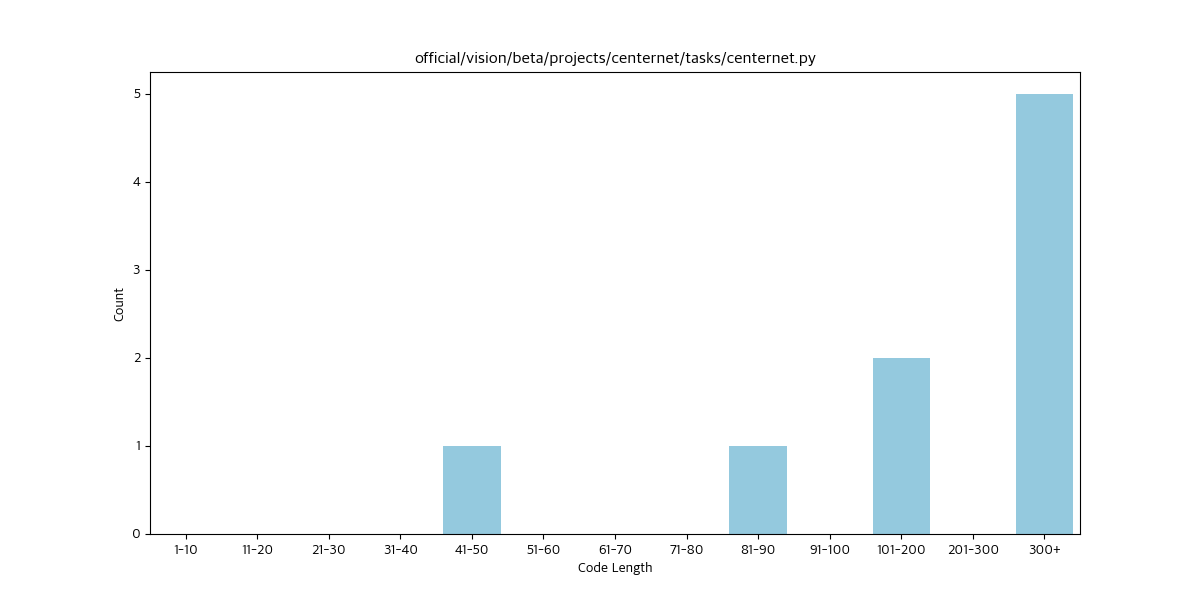 official/vision/beta/projects/centernet/tasks/centernet.py
5
4
3
2
1
0
Count
1-10 11-20 21-30 31-40 41-50 51-60 61-70 71-80 81-90 91-100 101-200 201-300 300+
Code Length